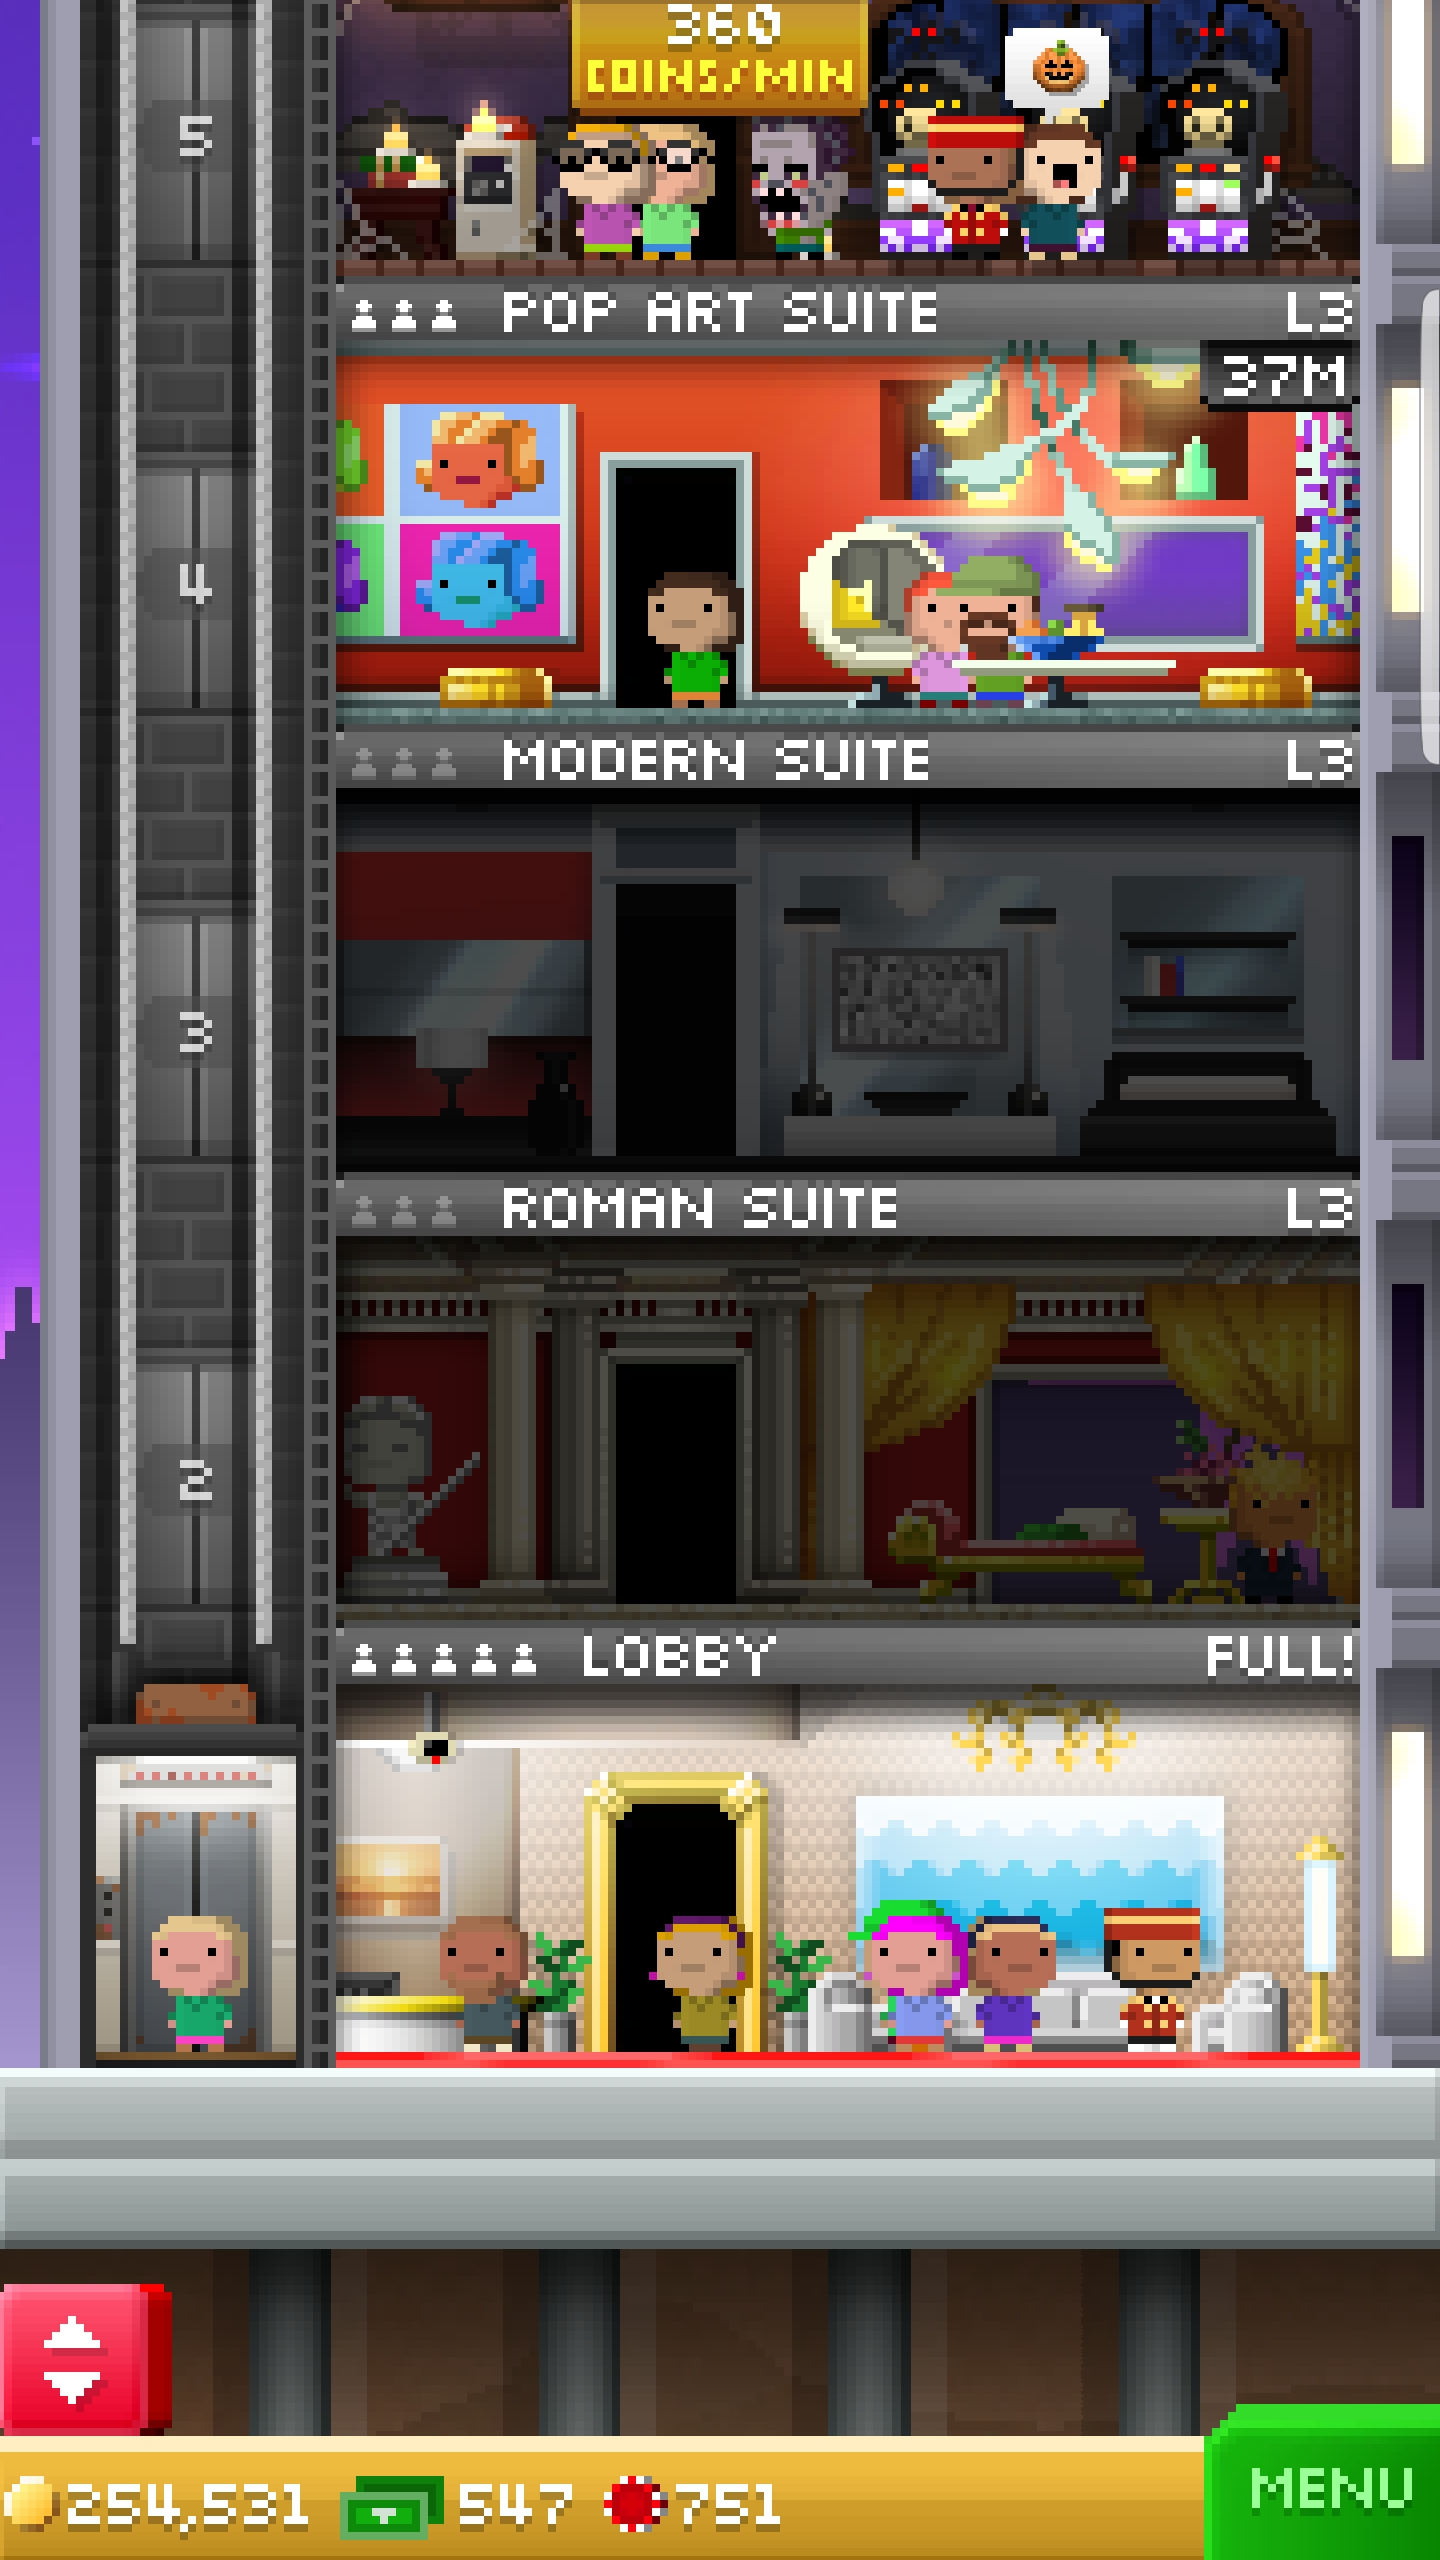 360
COINS/MIN
5
POP ART SUITE L3
37M
4
MODERN SUITE L3
3
ROMAN SUITE L3
2
LOBBY FULL!
254,531 547 751
MENU